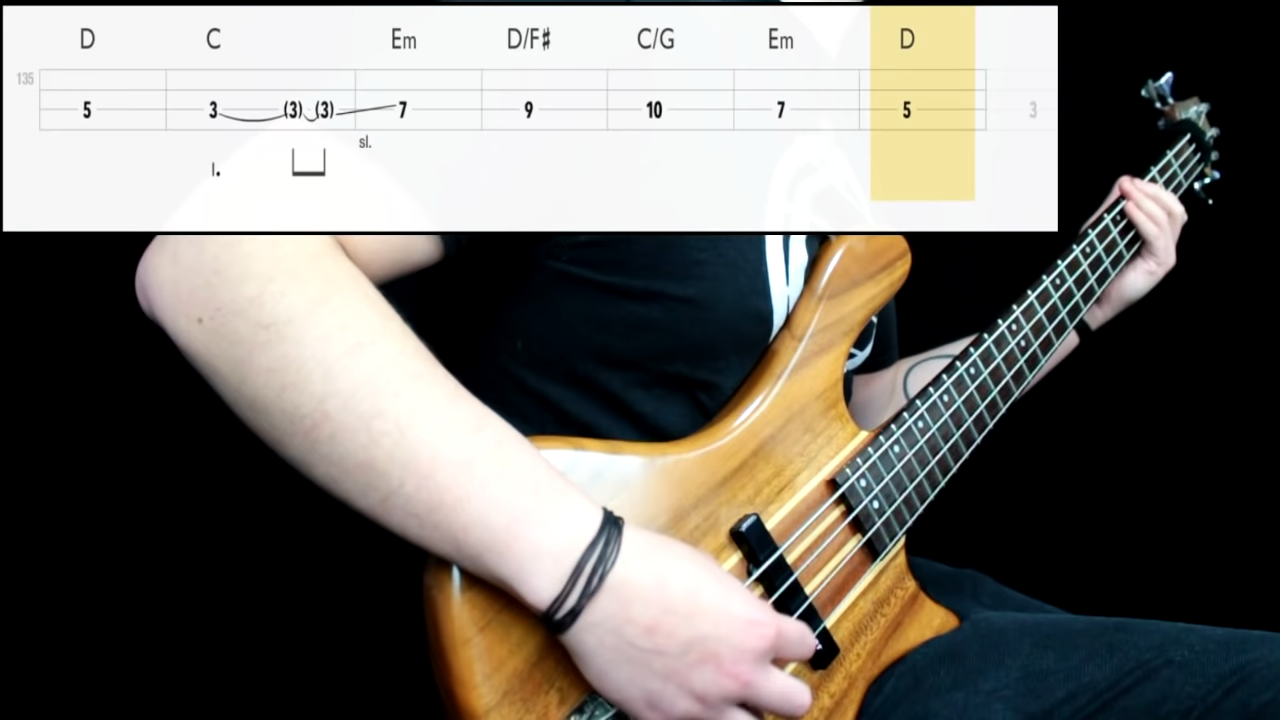 D C Em D/F♯ C/G Em D
135
5 3 (3) (3) 7 9 10 7 5 3
sl.